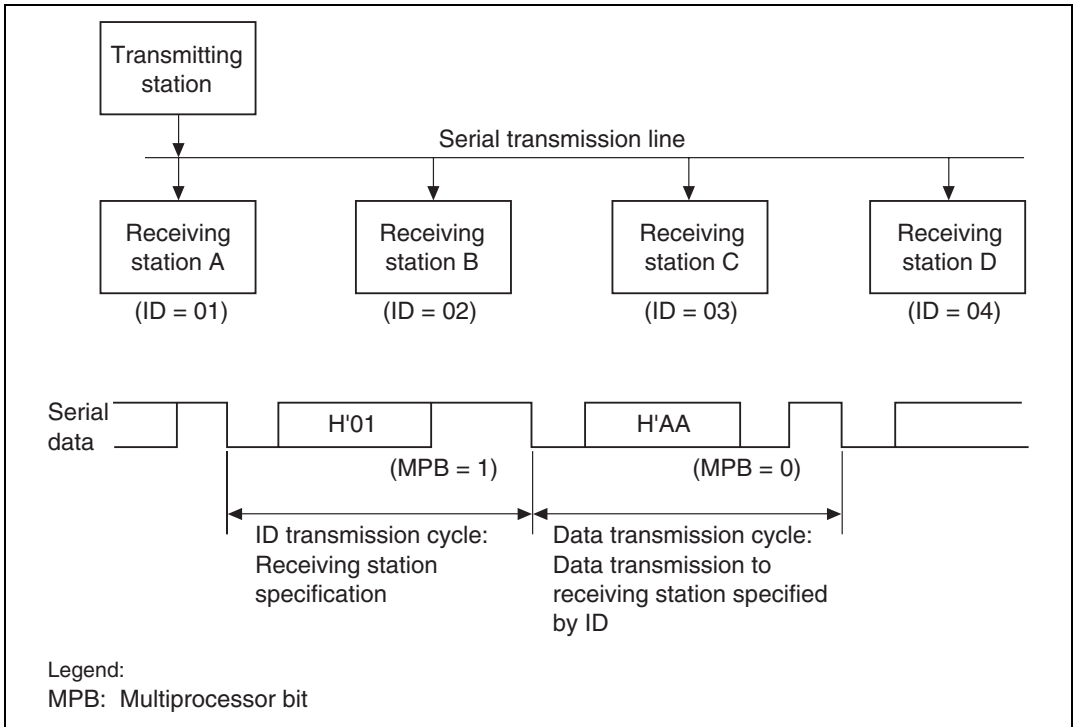 Transmitting
station
Serial transmission line
Receiving
station A
(ID = 01)
Receiving
station B
(ID = 02)
Receiving
station C
(ID = 03)
Receiving
station D
(ID = 04)
Serial
data
H'01
H'AA
(MPB = 1)
(MPB = 0)
ID transmission cycle:
Receiving station
specification
Data transmission cycle:
Data transmission to
receiving station specified
by ID
Legend:
MPB: Multiprocessor bit